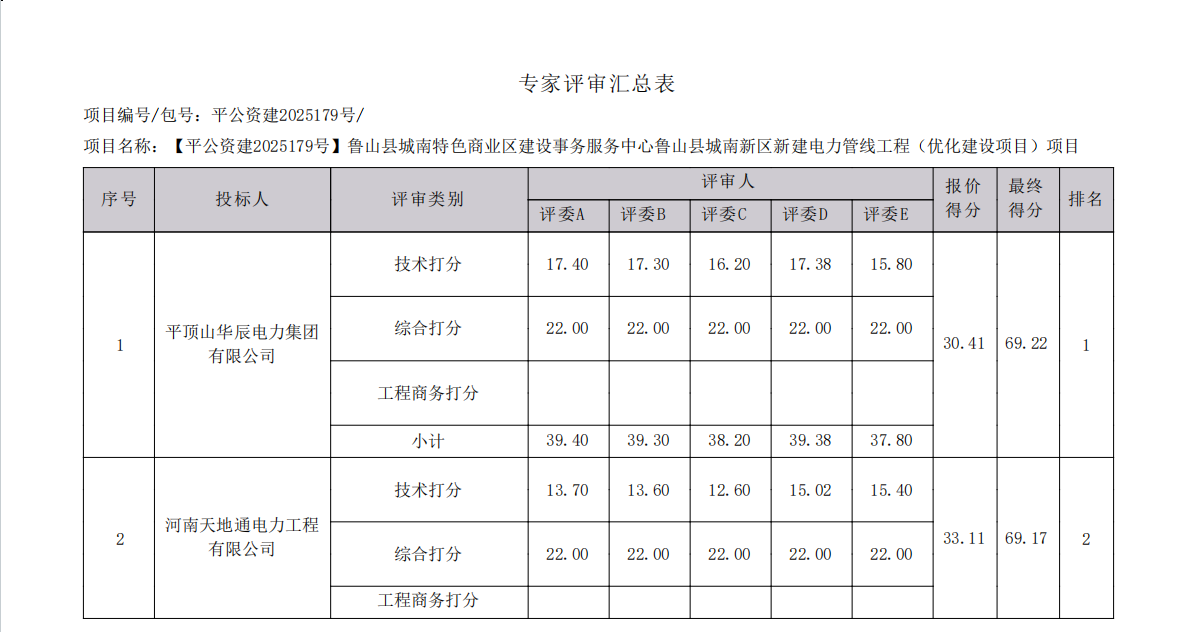 专家评审汇总表
项目编号/包号：平公资建2025179号/
项目名称：【平公资建2025179号】鲁山县城南特色商业区建设事务服务中心鲁山县城南新区新建电力管线工程（优化建设项目）项目
序号 投标人 评审类别 评审人 报价得分 最终得分 排名
评委A 评委B 评委C 评委D 评委E
技术打分 17.40 17.30 16.20 17.38 15.80
综合打分 22.00 22.00 22.00 22.00 22.00
1 平顶山华辰电力集团有限公司 30.41 69.22 1
工程商务打分
小计 39.40 39.30 38.20 39.38 37.80
技术打分 13.70 13.60 12.60 15.02 15.40
2 河南天地通电力工程有限公司 33.11 69.17 2
综合打分 22.00 22.00 22.00 22.00 22.00
工程商务打分